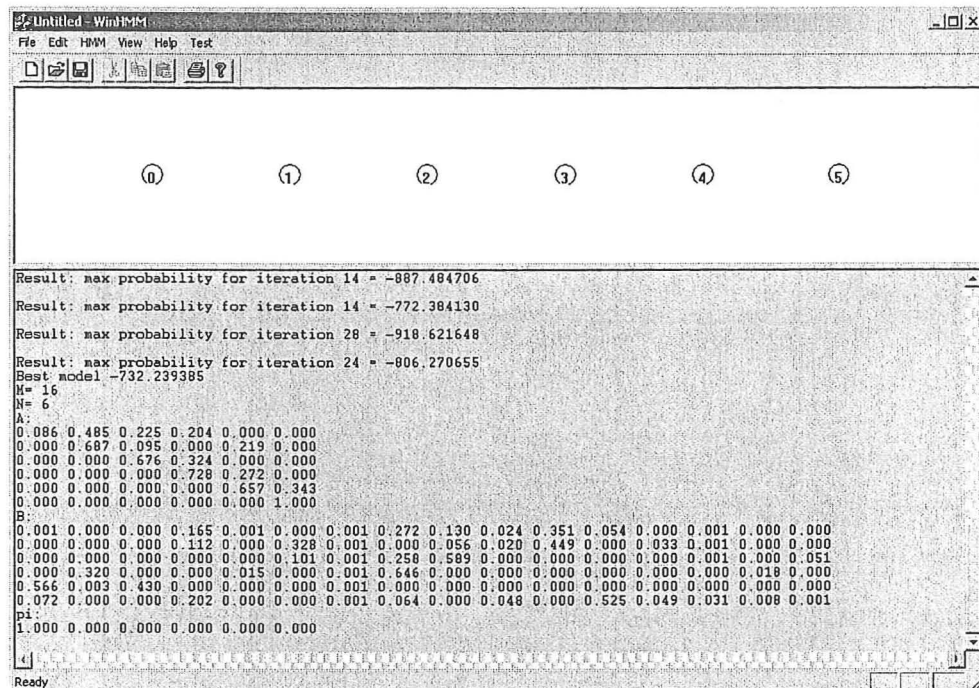 Untitled - WinHMM
File Edit HMM View Help Test
0 1 2 3 4 5
Result: max probability for iteration 14 = -887.484706
Result: max probability for iteration 14 = -772.384130
Result: max probability for iteration 28 = -918.621648
Result: max probability for iteration 24 = -806.270655
Best model -732.239385
M= 16
N= 6
A:
0.086 0.485 0.225 0.204 0.000 0.000
0.000 0.687 0.095 0.000 0.219 0.000
0.000 0.000 0.676 0.324 0.000 0.000
0.000 0.000 0.000 0.728 0.272 0.000
0.000 0.000 0.000 0.000 0.657 0.343
0.000 0.000 0.000 0.000 0.000 1.000
B:
0.001 0.000 0.000 0.165 0.001 0.000 0.001 0.272 0.130 0.024 0.351 0.054 0.000 0.001 0.000 0.000
0.000 0.000 0.000 0.112 0.000 0.328 0.001 0.000 0.056 0.020 0.449 0.000 0.033 0.001 0.000 0.000
0.000 0.000 0.000 0.000 0.000 0.101 0.001 0.258 0.589 0.000 0.000 0.000 0.000 0.001 0.000 0.051
0.000 0.320 0.000 0.000 0.015 0.000 0.001 0.646 0.000 0.000 0.000 0.000 0.000 0.000 0.018 0.000
0.566 0.003 0.430 0.000 0.000 0.000 0.001 0.000 0.000 0.000 0.000 0.000 0.000 0.000 0.000 0.000
0.072 0.000 0.000 0.202 0.000 0.000 0.001 0.064 0.000 0.048 0.000 0.525 0.049 0.031 0.008 0.001
pi:
1.000 0.000 0.000 0.000 0.000 0.000
Ready